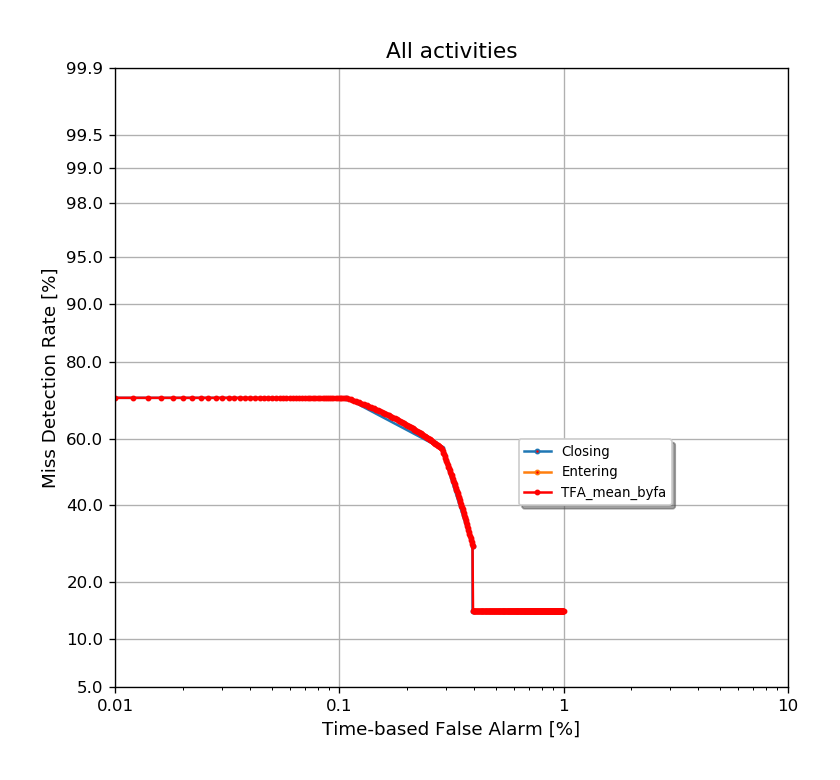 All activities
99.9
99.5
99.0
98.0
95.0
90.0
80.0
60.0
40.0
20.0
10.0
5.0
Miss Detection Rate [%]
Closing
Entering
TFA_mean_byfa
0.01 0.1 1 10
Time-based False Alarm [%]